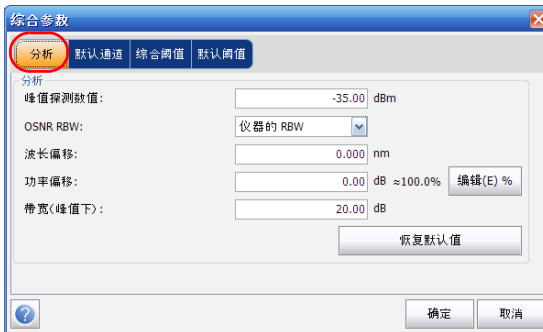 综合参数
分析 默认通道 综合阈值 默认阈值
分析
峰值探测数值: -35.00 dBm
OSNR RBW: 仪器的 RBW
波长偏移: 0.000 nm
功率偏移: 0.00 dB ≈100.0% 编辑(E) %
带宽(峰值下): 20.00 dB
恢复默认值
? 确定 取消